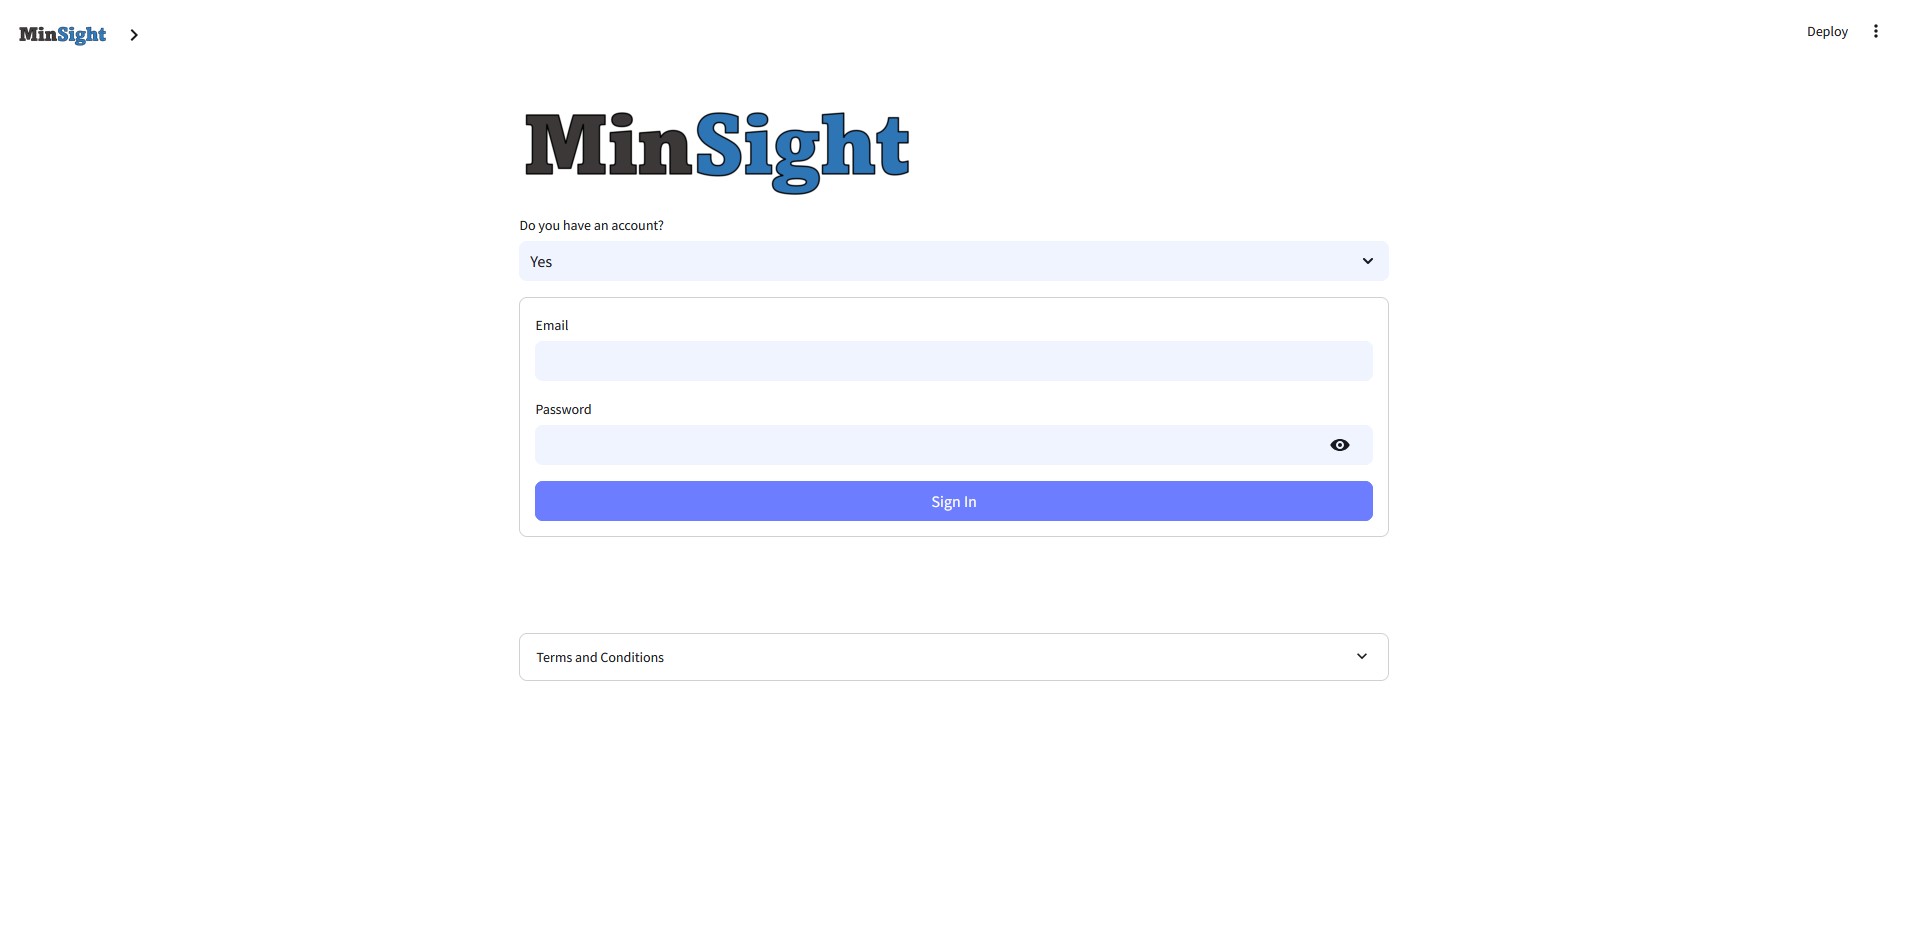 MinSight
Deploy
MinSight
Do you have an account?
Yes
Email
Password
Sign In
Terms and Conditions